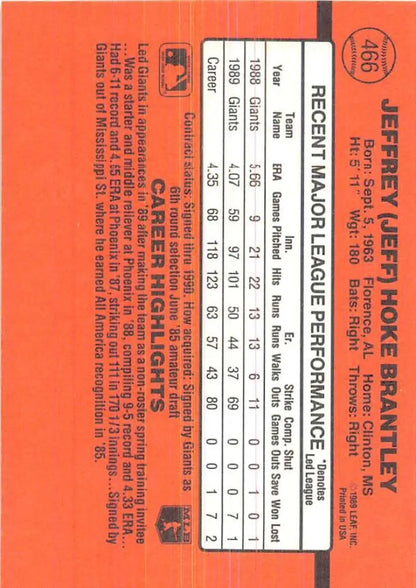 466
JEFFREY (JEFF) HOKE BRANTLEY
Born: Sept. 5, 1963 Florence, AL Home: Clinton, MS
Ht: 5' 11" Wgt: 180 Bats: Right Throws: Right
©1989 LEAF, INC.
Printed in USA
RECENT MAJOR LEAGUE PERFORMANCE *Denotes Led League
Team Inn. Er. Strike Comp. Shut
Year Name ERA Games Pitched Hits Runs Runs Walks Outs Games Outs Save Won Lost
1988 Giants 5.66 9 21 22 13 13 6 11 0 0 1 0 1
1989 Giants 4.07 59 97 101 50 44 37 69 0 0 0 7 1
Career 4.35 68 118 123 63 57 43 80 0 0 1 7 2
Contract status: Signed thru 1990. How acquired: Signed by Giants as
6th round selection June '85 amateur draft
MLB
CAREER HIGHLIGHTS
Led Giants in appearances in '89 after making the team as a non-roster spring training invitee
... Was a starter and middle reliever at Phoenix in '88, compiling 9-5 record and 4.33 ERA...
Had 6-11 record and 4.65 ERA at Phoenix in '87, striking out 111 in 170 1/3 innings... Signed by
Giants out of Mississippi St. where he earned All America recognition in '85.